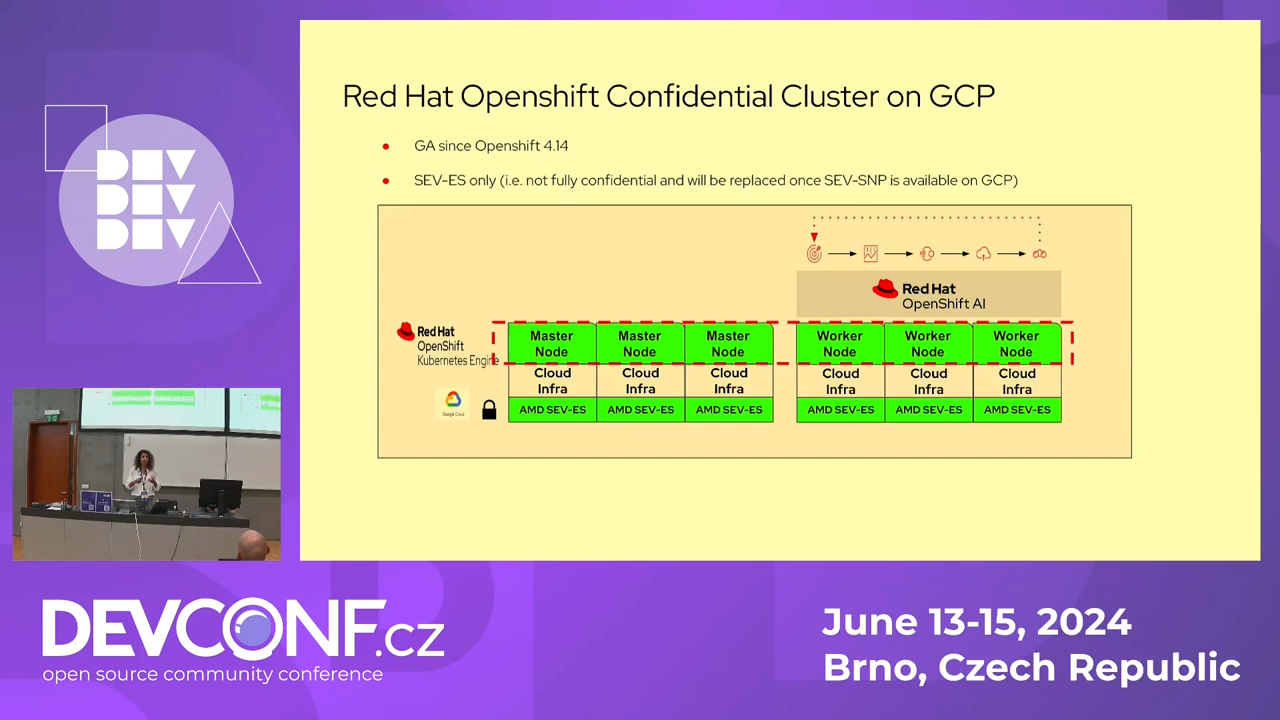 Red Hat Openshift Confidential Cluster on GCP
GA since Openshift 4.14
SEV-ES only (i.e. not fully confidential and will be replaced once SEV-SNP is available on GCP)
Red Hat
OpenShift AI
Red Hat
OpenShift
Kubernetes Engine
Master Node
Master Node
Master Node
Worker Node
Worker Node
Worker Node
Cloud Infra
Cloud Infra
Cloud Infra
Cloud Infra
Cloud Infra
Cloud Infra
Google Cloud
AMD SEV-ES
AMD SEV-ES
AMD SEV-ES
AMD SEV-ES
AMD SEV-ES
AMD SEV-ES
DEV
DEV
DEV
DEVCONF.cz
open source community conference
June 13-15, 2024
Brno, Czech Republic